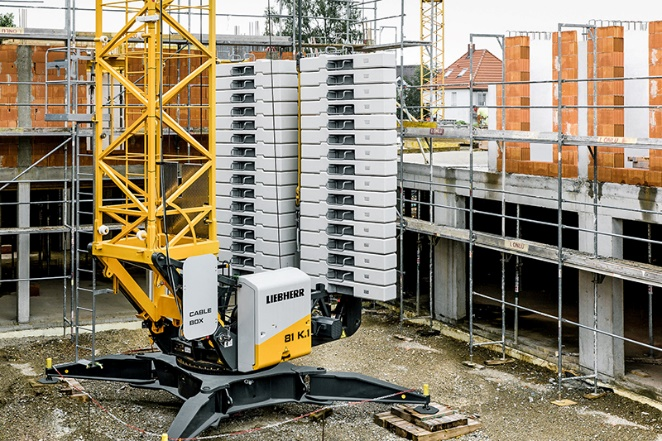 LIEBHERR
CABLE
BOX
81 K.1